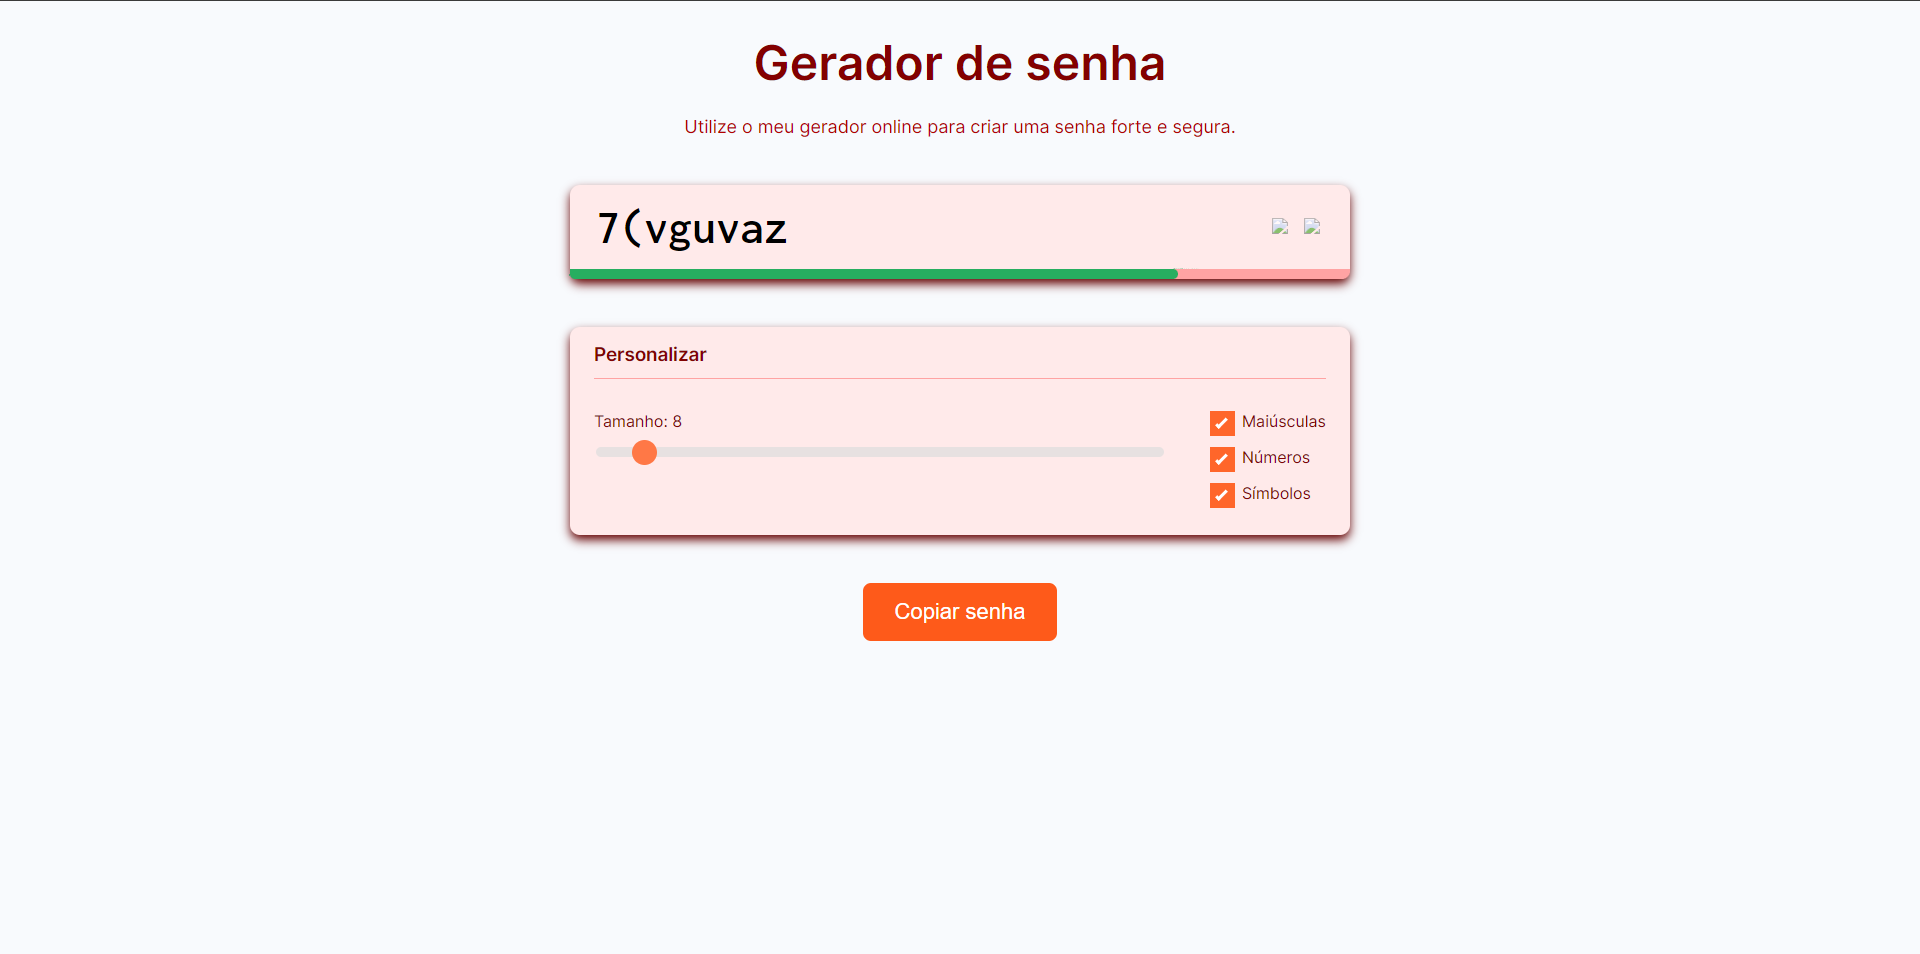 Gerador de senha
Utilize o meu gerador online para criar uma senha forte e segura.
7(vguvaz
Personalizar
Tamanho: 8
Maiúsculas
Números
Símbolos
Copiar senha